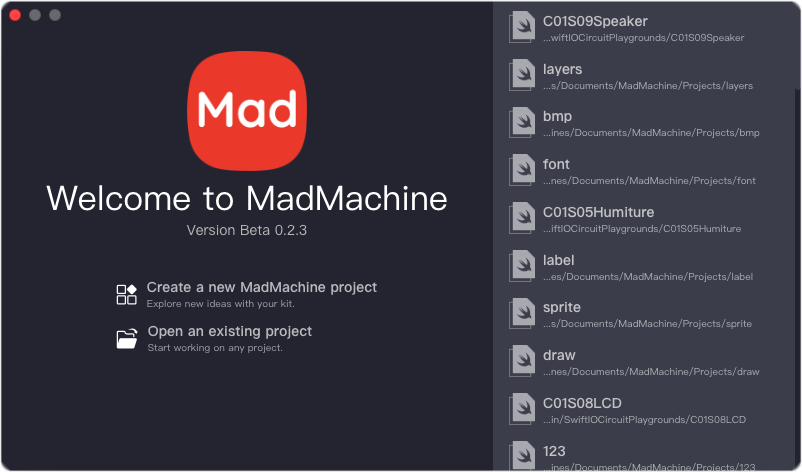 Mad
Welcome to MadMachine
Version Beta 0.2.3
Create a new MadMachine project
Explore new ideas with your kit.
Open an existing project
Start working on any project.
C01S09Speaker
...wiftIOCircuitPlaygrounds/C01S09Speaker
layers
...s/Documents/MadMachine/Projects/layers
bmp
...ines/Documents/MadMachine/Projects/bmp
font
...nes/Documents/MadMachine/Projects/font
C01S05Humiture
...iftIOCircuitPlaygrounds/C01S05Humiture
label
...es/Documents/MadMachine/Projects/label
sprite
...s/Documents/MadMachine/Projects/sprite
draw
...nes/Documents/MadMachine/Projects/draw
C01S08LCD
...in/SwiftIOCircuitPlaygrounds/C01S08LCD
123
...ines/Documents/MadMachine/Projects/123